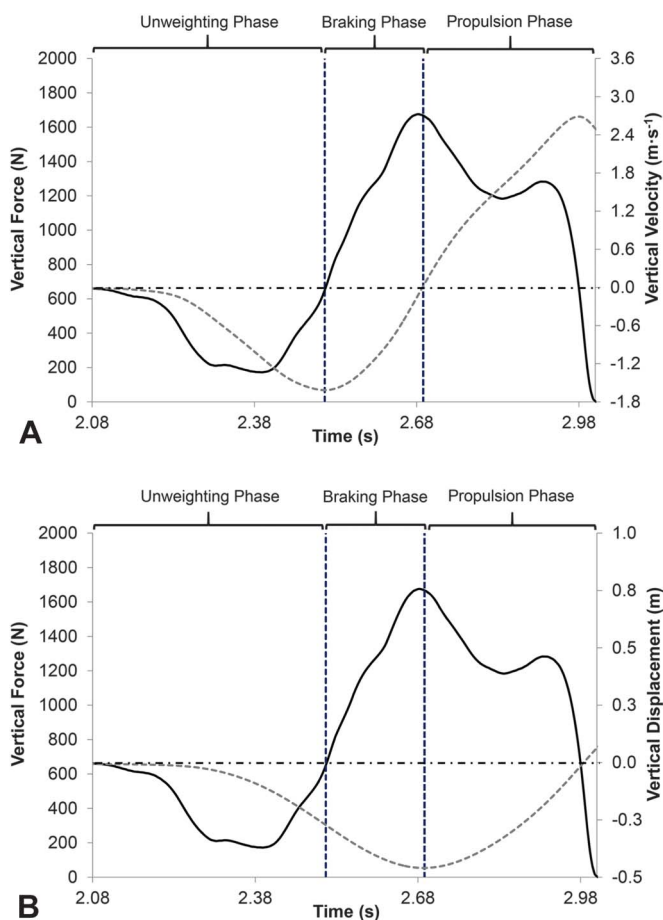 Unweighting Phase Braking Phase Propulsion Phase
2000 3.6
1800 3.0
1600 2.4
1400 1.8
1200 1.2
1000 0.6
800 0.0
600 -0.6
400 -1.2
200 -1.8
0
Vertical Force (N)
Vertical Velocity (m·s-¹)
2.08 2.38 2.68 2.98
Time (s)
A
Unweighting Phase Braking Phase Propulsion Phase
2000 1.0
1800 0.8
1600 0.5
1400 0.3
1200 0.0
1000 -0.3
800 -0.5
600
400
200
0
Vertical Force (N)
Vertical Displacement (m)
2.08 2.38 2.68 2.98
Time (s)
B